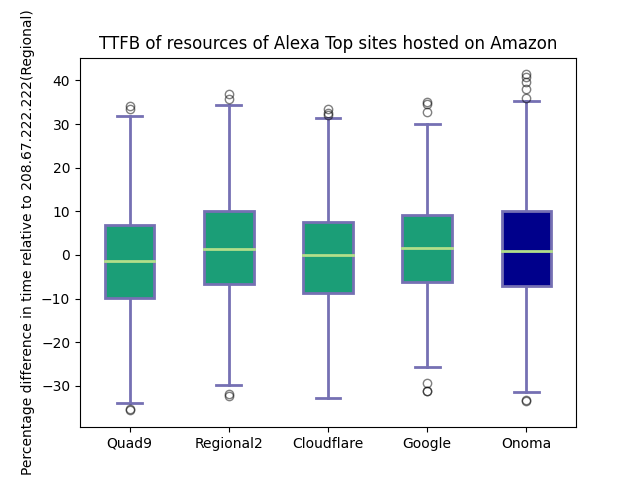 TTFB of resources of Alexa Top sites hosted on Amazon
Percentage difference in time relative to 208.67.222.222(Regional)
40
30
20
10
0
−10
−20
−30
Quad9 Regional2 Cloudflare Google Onoma